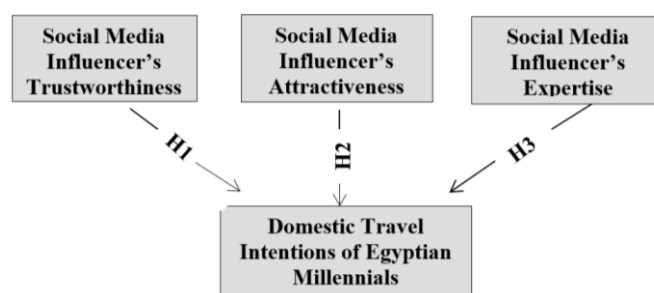 Social Media
Influencer’s
Trustworthiness
Social Media
Influencer’s
Attractiveness
Social Media
Influencer’s
Expertise
H1
H2
H3
Domestic Travel
Intentions of Egyptian
Millennials